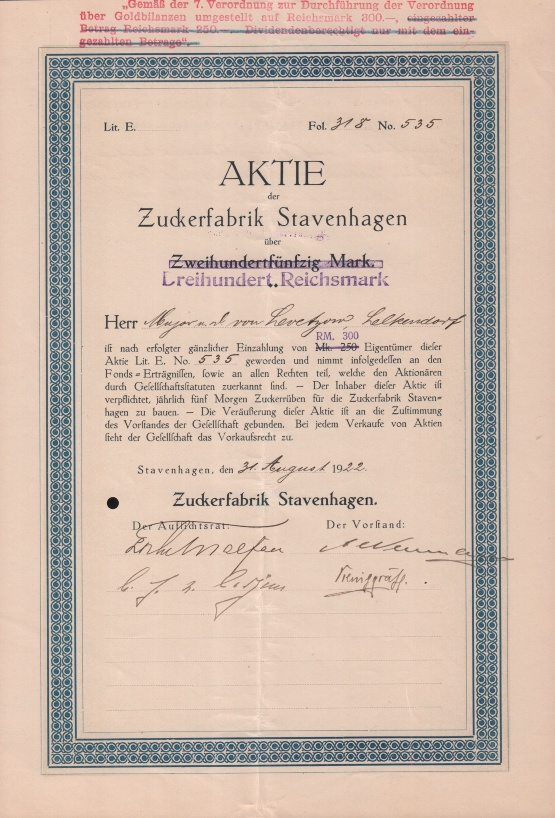 „Gemäß der 7. Verordnung zur Durchführung der Verordnung
über Goldbilanzen umgestellt auf Reichsmark 300.—, eingezahlter
Betrag Reichsmark 250.— Dividendenberechtigt nur mit dem ein-
gezahlten Betrage“.
Lit. E.
Fol. 318 No. 535
AKTIE
der
Zuckerfabrik Stavenhagen
über
Zweihundertfünfzig Mark.
Dreihundert Reichsmark
Herr Major a.d. von Levetzow, Lelkendorf
RM. 300
ist nach erfolgter gänzlicher Einzahlung von Mk. 250 Eigentümer dieser
Aktie Lit. E. No. 535 geworden und nimmt infolgedessen an den
Fonds-Erträgnissen, sowie an allen Rechten teil, welche den Aktionären
durch Gesellschaftsstatuten zuerkannt sind. — Der Inhaber dieser Aktie ist
verpflichtet, jährlich fünf Morgen Zuckerrüben für die Zuckerfabrik Staven-
hagen zu bauen. — Die Veräußerung dieser Aktie ist an die Zustimmung
des Vorstandes der Gesellschaft gebunden. Bei jedem Verkaufe von Aktien
steht der Gesellschaft das Vorkaufsrecht zu.
Stavenhagen, den 31. August 1922.
Zuckerfabrik Stavenhagen.
Der Aufsichtsrat:
Der Vorstand: